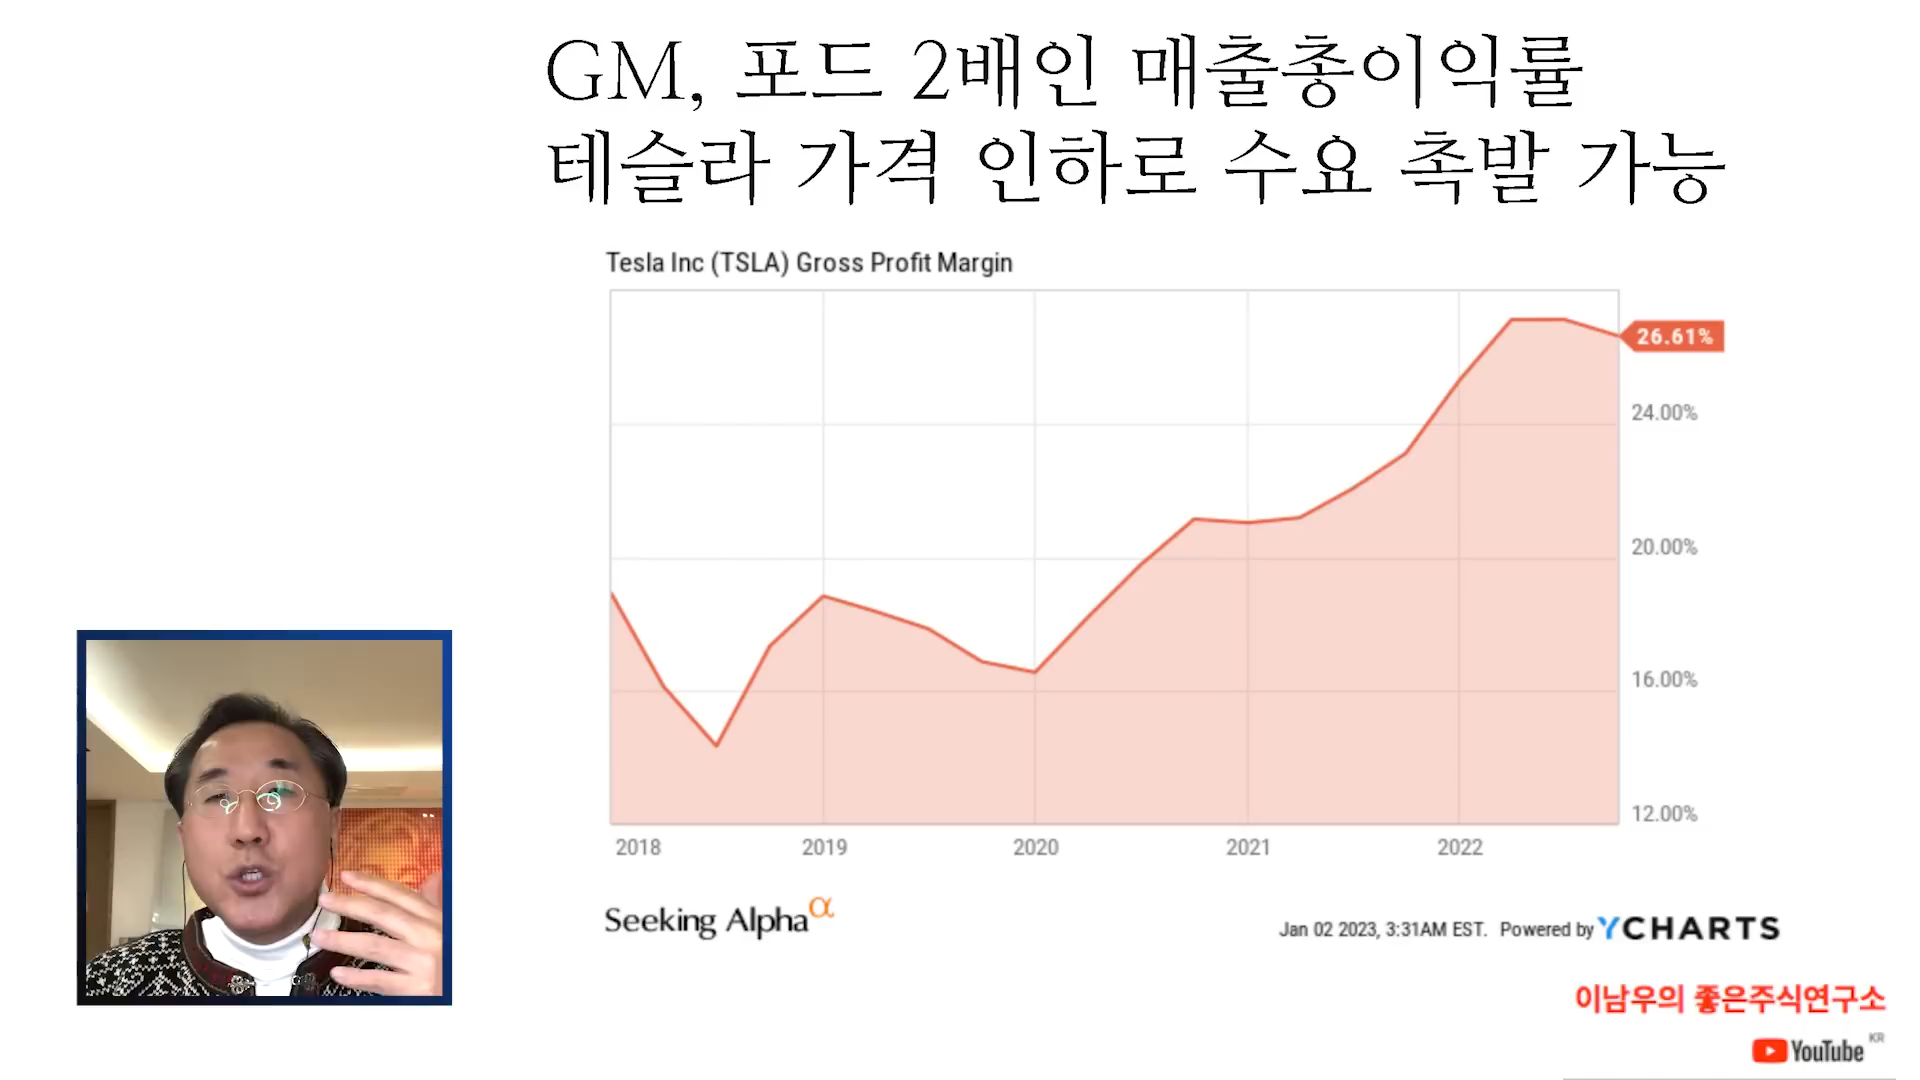 GM, 포드 2배인 매출총이익률
테슬라 가격 인하로 수요 촉발 가능
Tesla Inc (TSLA) Gross Profit Margin
26.61%
24.00%
20.00%
16.00%
12.00%
2018 2019 2020 2021 2022
Seeking Alphaα
Jan 02 2023, 3:31AM EST. Powered by YCHARTS
이남우의 좋은주식연구소
YouTube KR